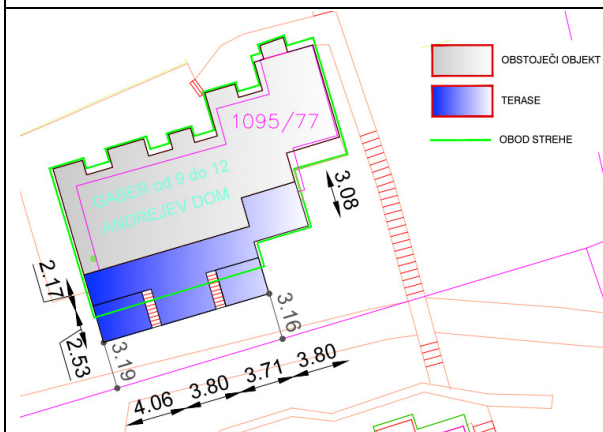 OBSTOJEČI OBJEKT
TERASE
OBOD STREHE
1095/77
GABER od 9 do 12
ANDREJEV DOM
3.08
2.17
2.53
3.19
3.16
4.06
3.80
3.71
3.80